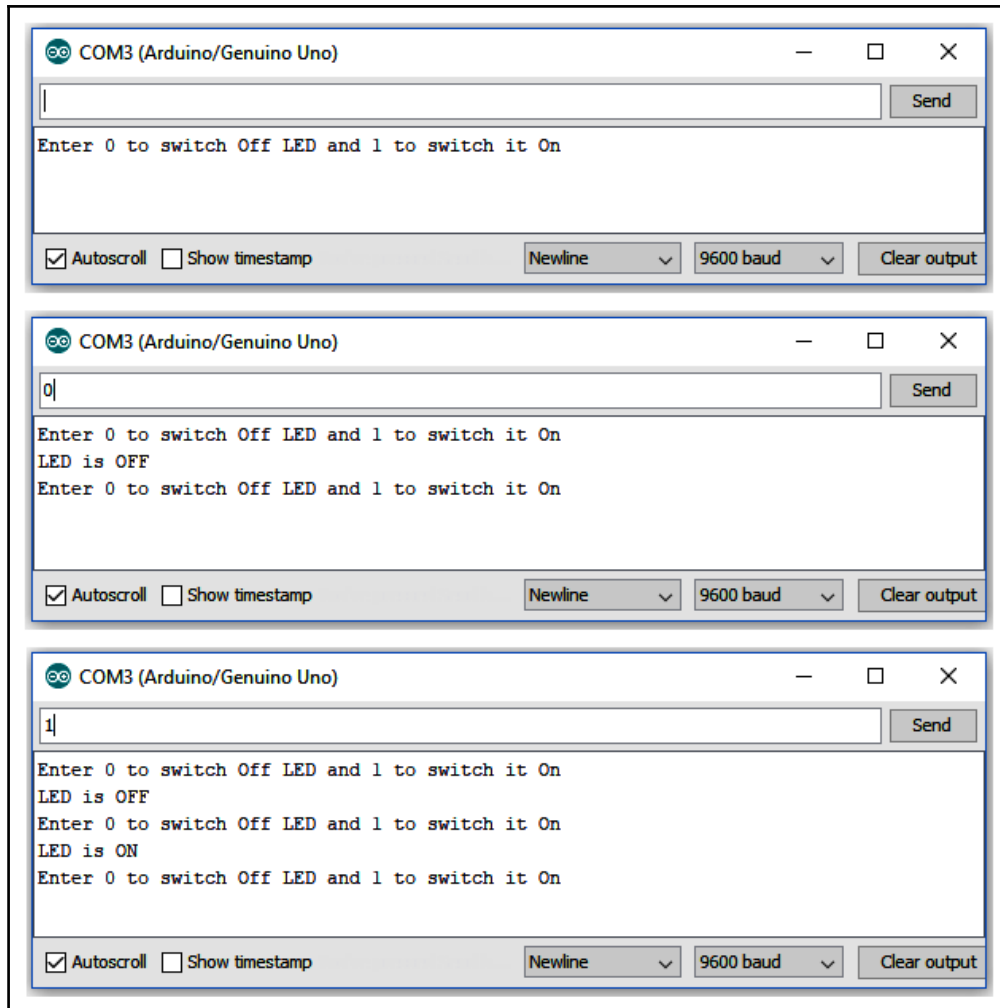 COM3 (Arduino/Genuino Uno)
Send
Enter 0 to switch Off LED and 1 to switch it On
Autoscroll Show timestamp Newline 9600 baud Clear output
COM3 (Arduino/Genuino Uno)
0 Send
Enter 0 to switch Off LED and 1 to switch it On
LED is OFF
Enter 0 to switch Off LED and 1 to switch it On
Autoscroll Show timestamp Newline 9600 baud Clear output
COM3 (Arduino/Genuino Uno)
1 Send
Enter 0 to switch Off LED and 1 to switch it On
LED is OFF
Enter 0 to switch Off LED and 1 to switch it On
LED is ON
Enter 0 to switch Off LED and 1 to switch it On
Autoscroll Show timestamp Newline 9600 baud Clear output